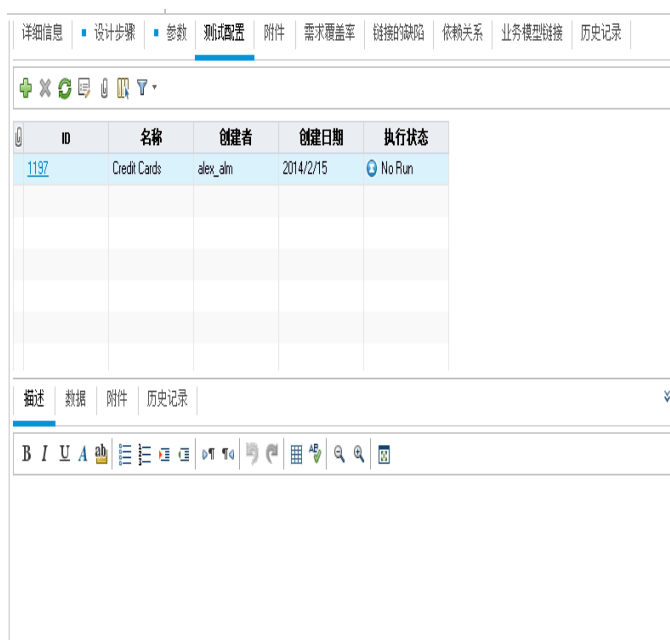 详细信息 设计步骤 参数 测试配置 附件 需求覆盖率 链接的缺陷 依赖关系 业务模型链接 历史记录
ID 名称 创建者 创建日期 执行状态
1197 Credit Cards alex_alm 2014/2/15 No Run
描述 数据 附件 历史记录
B I U A ab